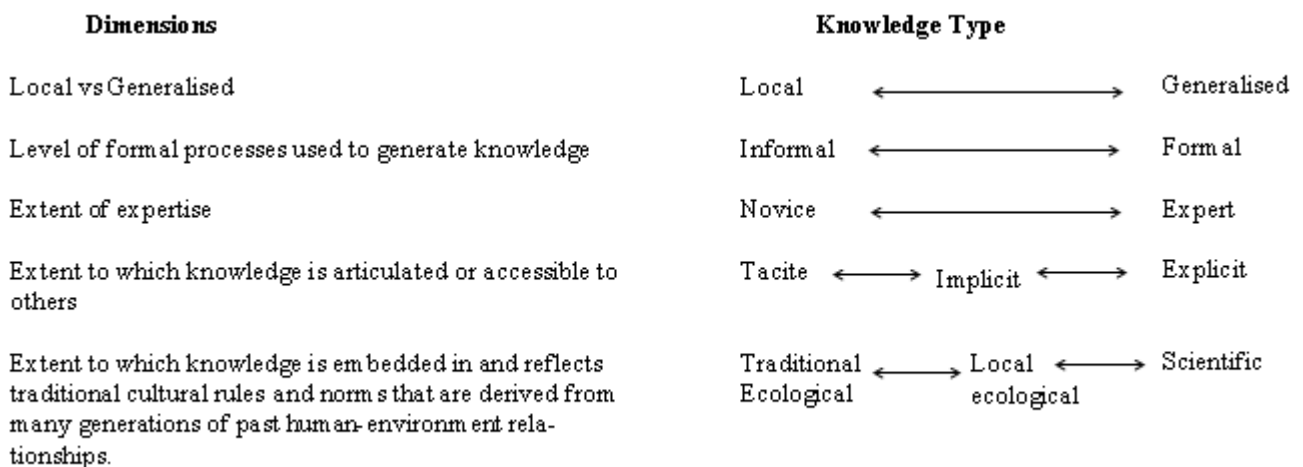 Dimensions Knowledge Type
Local vs Generalised Local Generalised
Level of formal processes used to generate knowledge Informal Formal
Extent of expertise Novice Expert
Extent to which knowledge is articulated or accessible to Tacite Implicit Explicit
others
Extent to which knowledge is embedded in and reflects Traditional Local Scientific
traditional cultural rules and norms that are derived from Ecological ecological
many generations of past human-environment rela-
tionships.